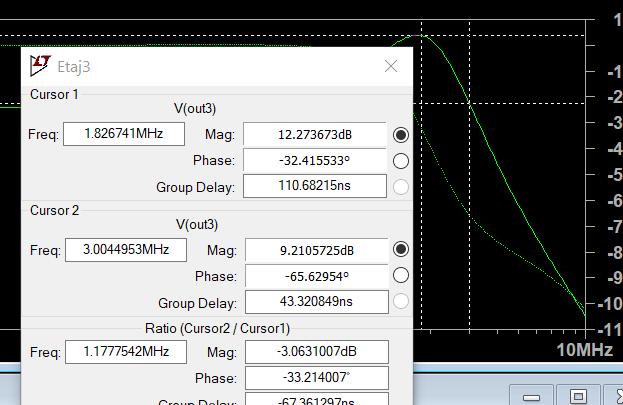 Etaj3
Cursor 1
V(out3)
Freq: 1.826741MHz Mag: 12.273673dB
Phase: -32.415533º
Group Delay: 110.68215ns
Cursor 2
V(out3)
Freq: 3.0044953MHz Mag: 9.2105725dB
Phase: -65.62954º
Group Delay: 43.320849ns
Ratio (Cursor2 / Cursor1)
Freq: 1.1777542MHz Mag: -3.0631007dB
Phase: -33.214007°
Group Delay: -67.361297ns
1
-1
-2
-3
-4
-5
-6
-7
-8
-9
-10
-11
10MHz